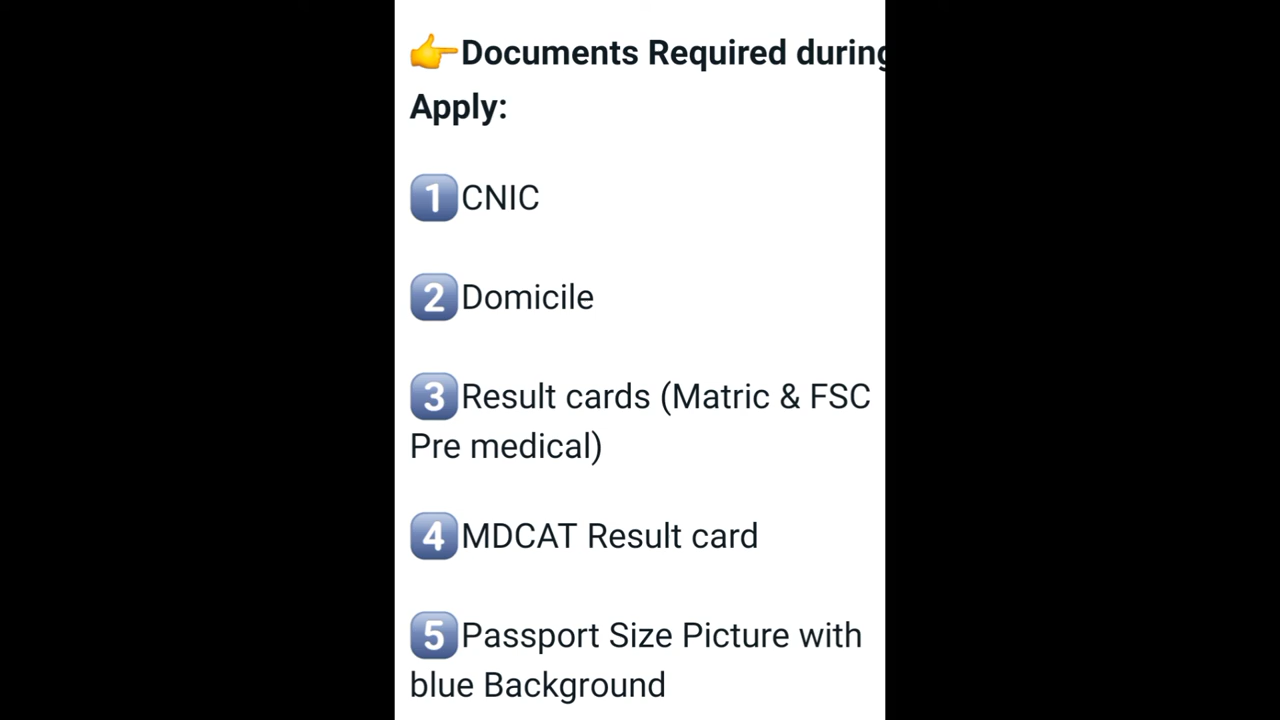 👉Documents Required during
Apply:
1️⃣CNIC
2️⃣Domicile
3️⃣Result cards (Matric & FSC
Pre medical)
4️⃣MDCAT Result card
5️⃣Passport Size Picture with
blue Background